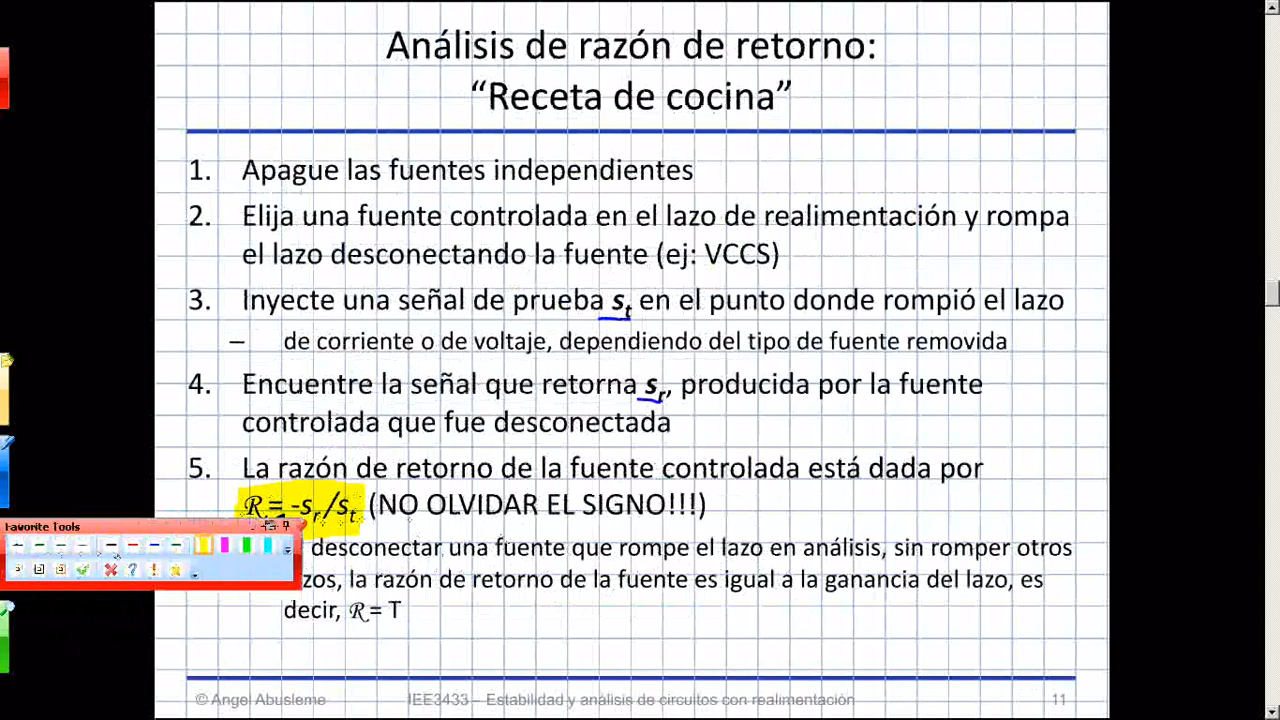 Análisis de razón de retorno:
“Receta de cocina”
1. Apague las fuentes independientes
2. Elija una fuente controlada en el lazo de realimentación y rompa
el lazo desconectando la fuente (ej: VCCS)
3. Inyecte una señal de prueba st en el punto donde rompió el lazo
– de corriente o de voltaje, dependiendo del tipo de fuente removida
4. Encuentre la señal que retorna sr, producida por la fuente
controlada que fue desconectada
5. La razón de retorno de la fuente controlada está dada por
ℛ = -sr/st (NO OLVIDAR EL SIGNO!!!)
Favorite Tools
desconectar una fuente que rompe el lazo en análisis, sin romper otros
zos, la razón de retorno de la fuente es igual a la ganancia del lazo, es
decir, ℛ = T
© Angel Abusleme IEE3433 – Estabilidad y análisis de circuitos con realimentación 11